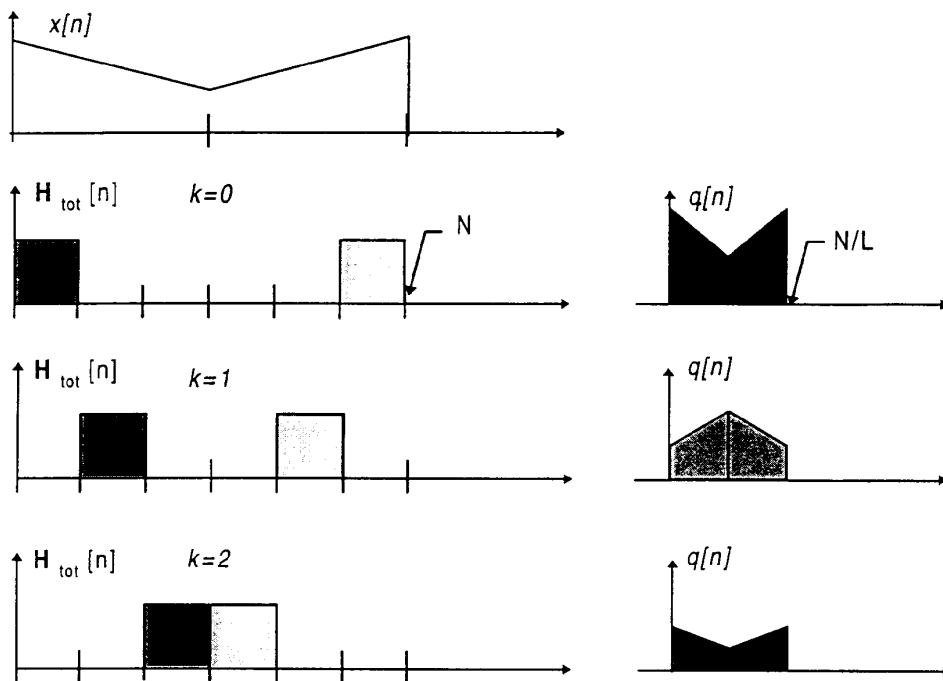 x[n]
H tot [n] k=0 N q[n] N/L
H tot [n] k=1 q[n]
H tot [n] k=2 q[n]